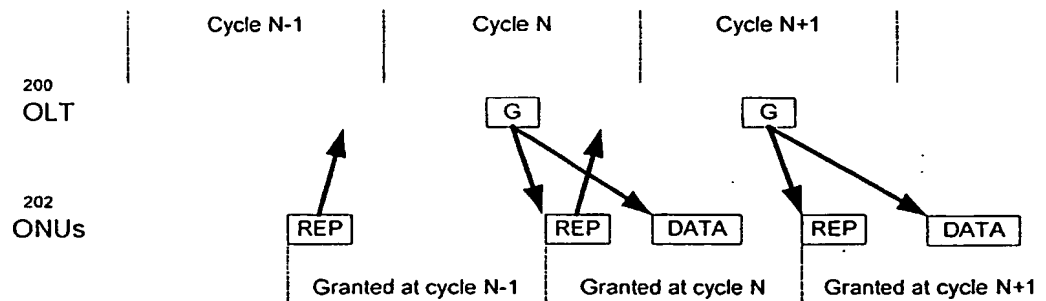 Cycle N-1
Cycle N
Cycle N+1
200
OLT
G
G
202
ONUs
REP
REP
DATA
REP
DATA
Granted at cycle N-1
Granted at cycle N
Granted at cycle N+1